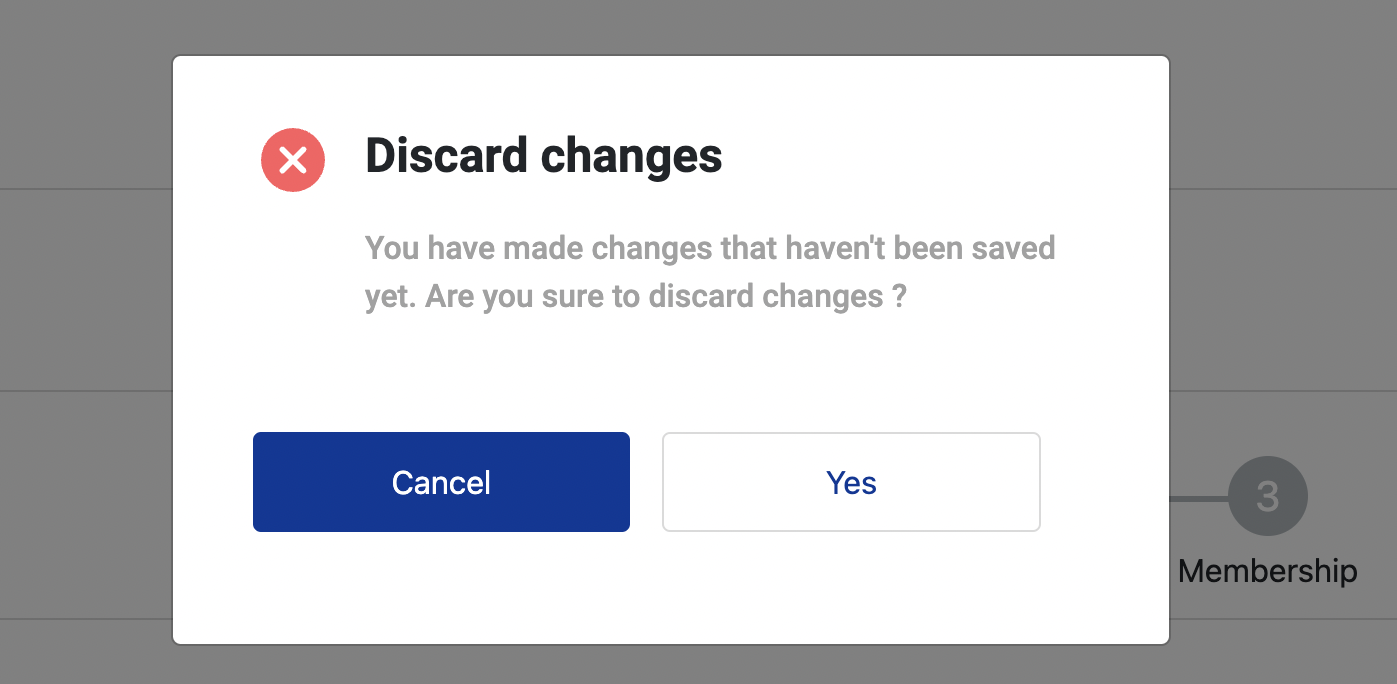 Discard changes
You have made changes that haven't been saved
yet. Are you sure to discard changes ?
Cancel
Yes
3
Membership